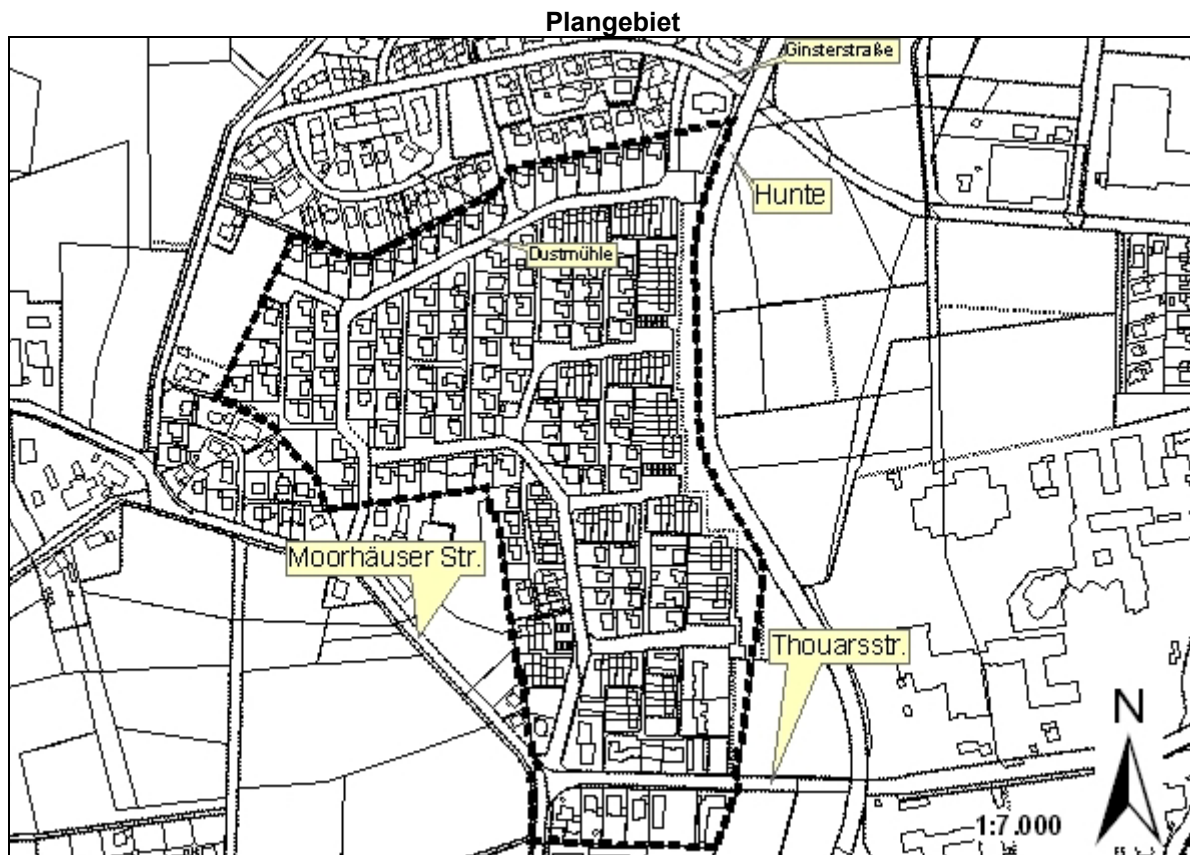 Plangebiet
Ginsterstraße
Hunte
Dustmühle
Moorhäuser Str.
Thouarsstr.
N
1:7.000